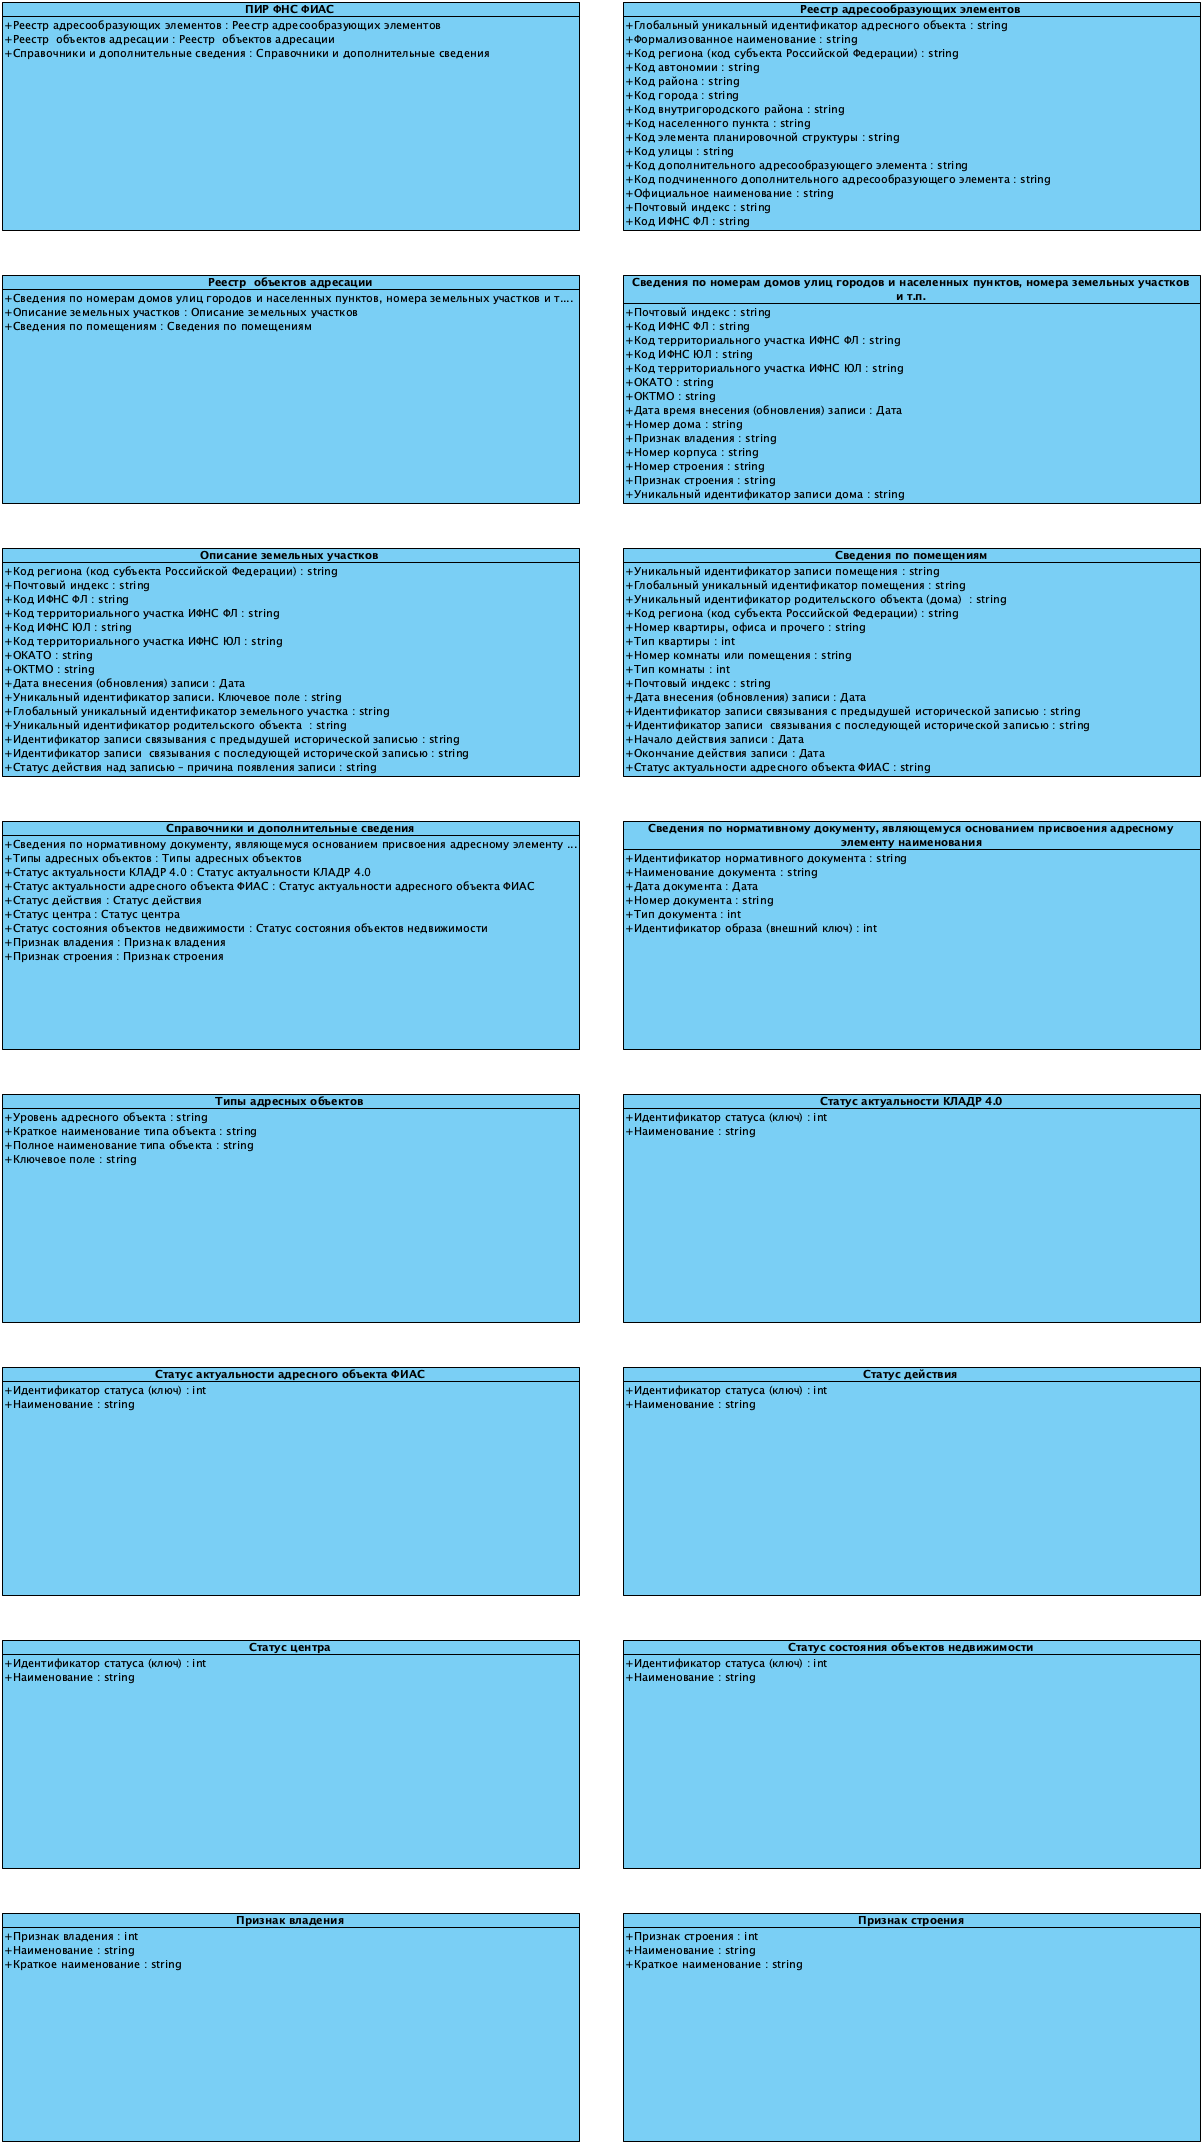 ПИР ФНС ФИАС
+Реестр адресообразующих элементов : Реестр адресообразующих элементов
+Реестр  объектов адресации : Реестр  объектов адресации
+Справочники и дополнительные сведения : Справочники и дополнительные сведения
Реестр адресообразующих элементов
+Глобальный уникальный идентификатор адресного объекта : string
+Формализованное наименование : string
+Код региона (код субъекта Российской Федерации) : string
+Код автономии : string
+Код района : string
+Код города : string
+Код внутригородского района : string
+Код населенного пункта : string
+Код элемента планировочной структуры : string
+Код улицы : string
+Код дополнительного адресообразующего элемента : string
+Код подчиненного дополнительного адресообразующего элемента : string
+Официальное наименование : string
+Почтовый индекс : string
+Код ИФНС ФЛ : string
Реестр  объектов адресации
+Сведения по номерам домов улиц городов и населенных пунктов, номера земельных участков и т....
+Описание земельных участков : Описание земельных участков
+Сведения по помещениям : Сведения по помещениям
Сведения по номерам домов улиц городов и населенных пунктов, номера земельных участков
и т.п.
+Почтовый индекс : string
+Код ИФНС ФЛ : string
+Код территориального участка ИФНС ФЛ : string
+Код ИФНС ЮЛ : string
+Код территориального участка ИФНС ЮЛ : string
+ОКАТО : string
+ОКТМО : string
+Дата время внесения (обновления) записи : Дата
+Номер дома : string
+Признак владения : string
+Номер корпуса : string
+Номер строения : string
+Признак строения : string
+Уникальный идентификатор записи дома : string
Описание земельных участков
+Код региона (код субъекта Российской Федерации) : string
+Почтовый индекс : string
+Код ИФНС ФЛ : string
+Код территориального участка ИФНС ФЛ : string
+Код ИФНС ЮЛ : string
+Код территориального участка ИФНС ЮЛ : string
+ОКАТО : string
+ОКТМО : string
+Дата внесения (обновления) записи : Дата
+Уникальный идентификатор записи. Ключевое поле : string
+Глобальный уникальный идентификатор земельного участка : string
+Уникальный идентификатор родительского объекта  : string
+Идентификатор записи связывания с предыдушей исторической записью : string
+Идентификатор записи  связывания с последующей исторической записью : string
+Статус действия над записью – причина появления записи : string
Сведения по помещениям
+Уникальный идентификатор записи помещения : string
+Глобальный уникальный идентификатор помещения : string
+Уникальный идентификатор родительского объекта (дома)  : string
+Код региона (код субъекта Российской Федерации) : string
+Номер квартиры, офиса и прочего : string
+Тип квартиры : int
+Номер комнаты или помещения : string
+Тип комнаты : int
+Почтовый индекс : string
+Дата внесения (обновления) записи : Дата
+Идентификатор записи связывания с предыдушей исторической записью : string
+Идентификатор записи  связывания с последующей исторической записью : string
+Начало действия записи : Дата
+Окончание действия записи : Дата
+Статус актуальности адресного объекта ФИАС : string
Справочники и дополнительные сведения
+Сведения по нормативному документу, являющемуся основанием присвоения адресному элементу ...
+Типы адресных объектов : Типы адресных объектов
+Статус актуальности КЛАДР 4.0 : Статус актуальности КЛАДР 4.0
+Статус актуальности адресного объекта ФИАС : Статус актуальности адресного объекта ФИАС
+Статус действия : Статус действия
+Статус центра : Статус центра
+Статус состояния объектов недвижимости : Статус состояния объектов недвижимости
+Признак владения : Признак владения
+Признак строения : Признак строения
Сведения по нормативному документу, являющемуся основанием присвоения адресному
элементу наименования
+Идентификатор нормативного документа : string
+Наименование документа : string
+Дата документа : Дата
+Номер документа : string
+Тип документа : int
+Идентификатор образа (внешний ключ) : int
Типы адресных объектов
+Уровень адресного объекта : string
+Краткое наименование типа объекта : string
+Полное наименование типа объекта : string
+Ключевое поле : string
Статус актуальности КЛАДР 4.0
+Идентификатор статуса (ключ) : int
+Наименование : string
Статус актуальности адресного объекта ФИАС
+Идентификатор статуса (ключ) : int
+Наименование : string
Статус действия
+Идентификатор статуса (ключ) : int
+Наименование : string
Статус центра
+Идентификатор статуса (ключ) : int
+Наименование : string
Статус состояния объектов недвижимости
+Идентификатор статуса (ключ) : int
+Наименование : string
Признак владения
+Признак владения : int
+Наименование : string
+Краткое наименование : string
Признак строения
+Признак строения : int
+Наименование : string
+Краткое наименование : string